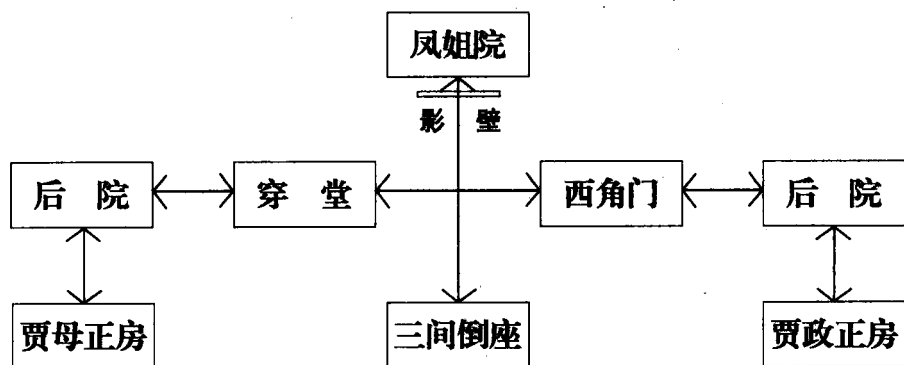 凤姐院
影 壁
后 院 穿 堂 西角门 后 院
贾母正房 三间倒座 贾政正房